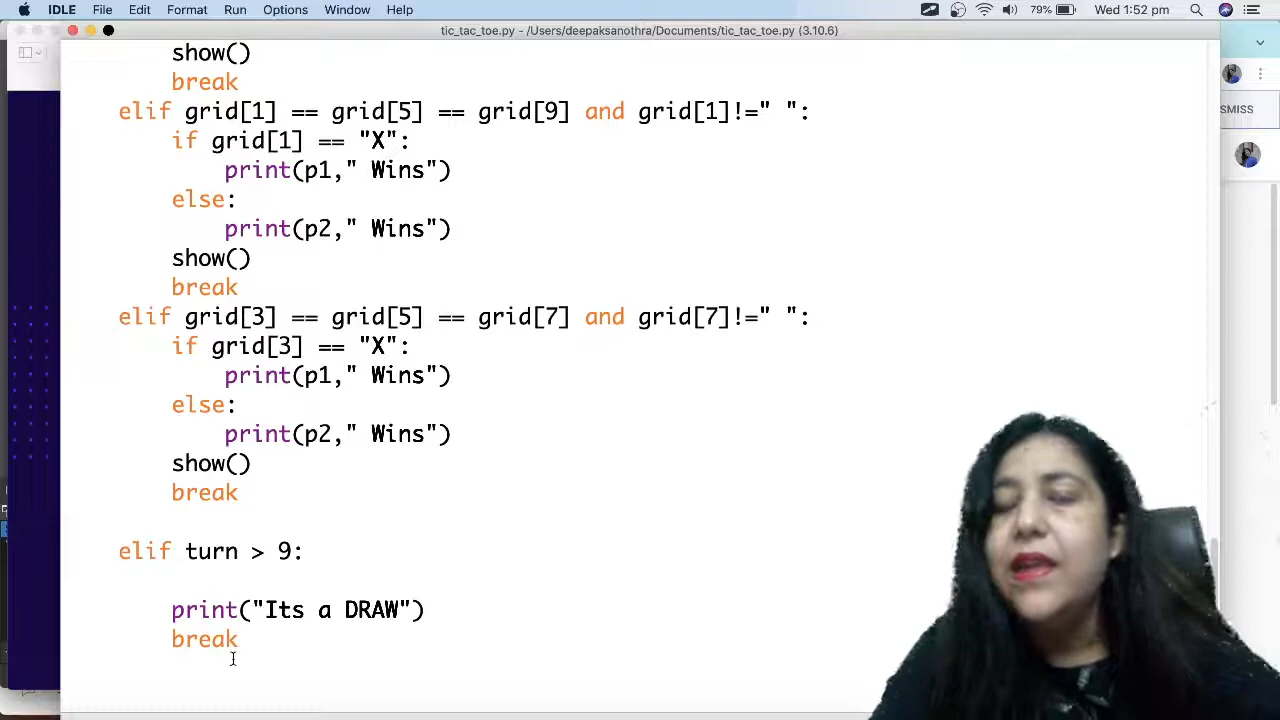 IDLE File Edit Format Run Options Window Help 79% Wed 1:52 pm
tic_tac_toe.py - /Users/deepaksanothra/Documents/tic_tac_toe.py (3.10.6)
show()
break
SMISS
elif grid[1] == grid[5] == grid[9] and grid[1]!=" ":
if grid[1] == "X":
print(p1," Wins")
else:
print(p2," Wins")
show()
break
elif grid[3] == grid[5] == grid[7] and grid[7]!=" ":
if grid[3] == "X":
print(p1," Wins")
else:
print(p2," Wins")
show()
break
elif turn > 9:
print("Its a DRAW")
break